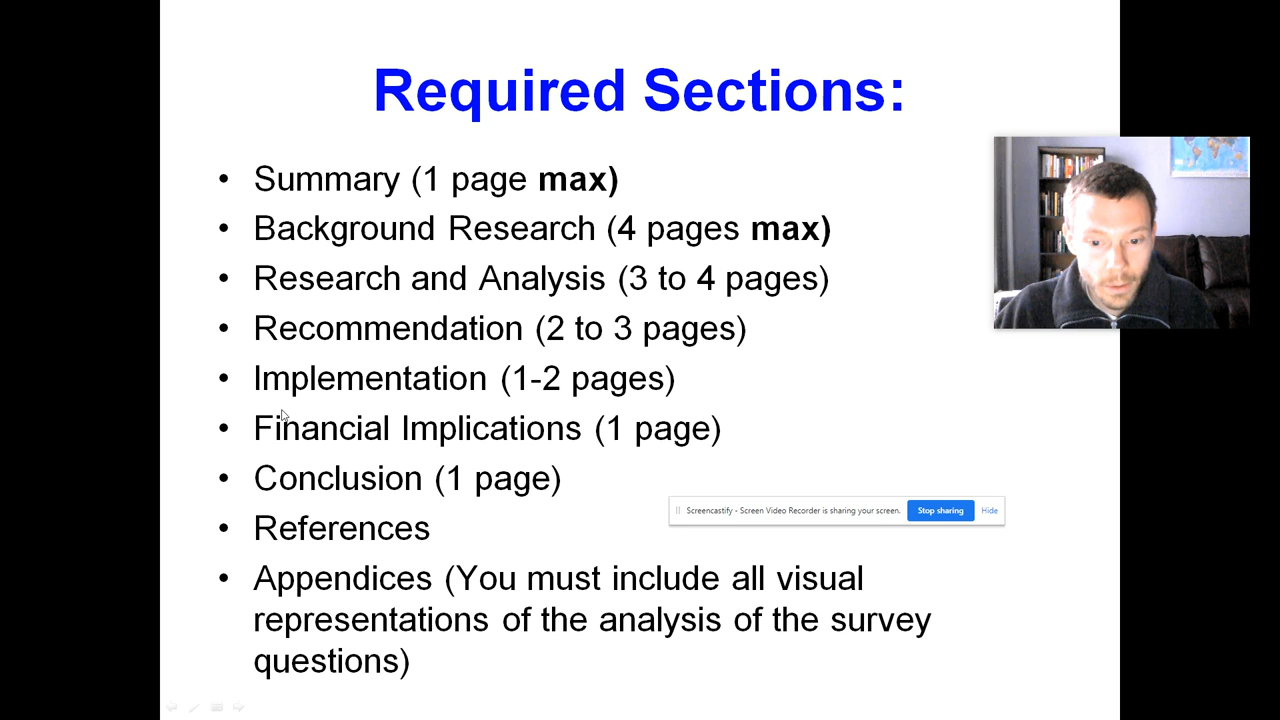 Required Sections:
• Summary (1 page max)
• Background Research (4 pages max)
• Research and Analysis (3 to 4 pages)
• Recommendation (2 to 3 pages)
• Implementation (1-2 pages)
• Financial Implications (1 page)
• Conclusion (1 page)
Screencastify - Screen Video Recorder is sharing your screen. Stop sharing Hide
• References
• Appendices (You must include all visual
representations of the analysis of the survey
questions)